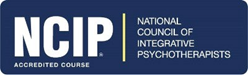 NCIP®
ACCREDITED COURSE
NATIONAL
COUNCIL OF
INTEGRATIVE
PSYCHOTHERAPISTS